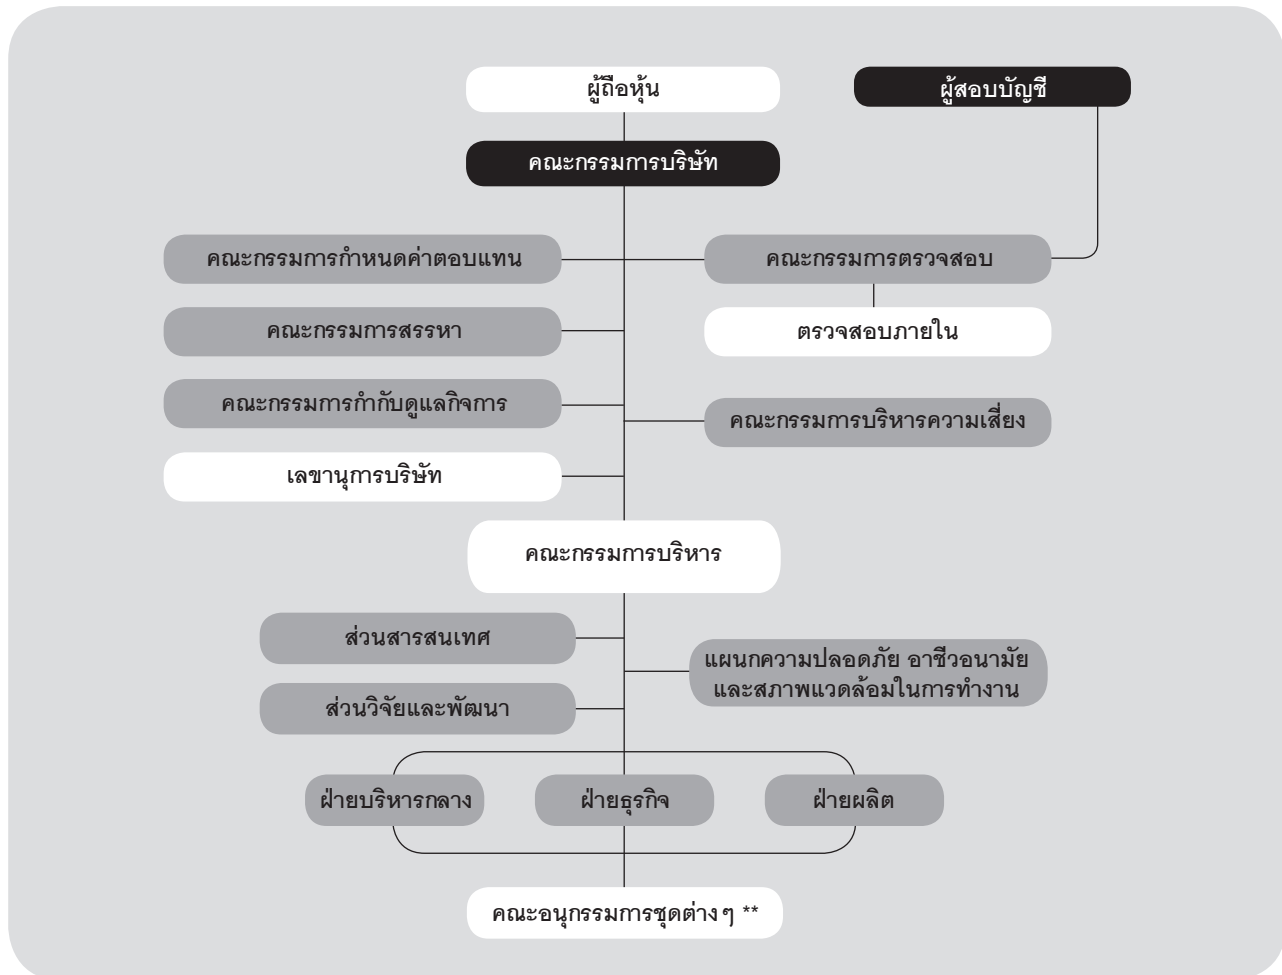 ผู้ถือหุ้น
ผู้สอบบัญชี
คณะกรรมการบริษัท
คณะกรรมการกำหนดค่าตอบแทน
คณะกรรมการตรวจสอบ
คณะกรรมการสรรหา
ตรวจสอบภายใน
คณะกรรมการกำกับดูแลกิจการ
คณะกรรมการบริหารความเสี่ยง
เลขานุการบริษัท
คณะกรรมการบริหาร
ส่วนสารสนเทศ
แผนกความปลอดภัย อาชีวอนามัย
และสภาพแวดล้อมในการทำงาน
ส่วนวิจัยและพัฒนา
ฝ่ายบริหารกลาง
ฝ่ายธุรกิจ
ฝ่ายผลิต
คณะอนุกรรมการชุดต่างๆ **